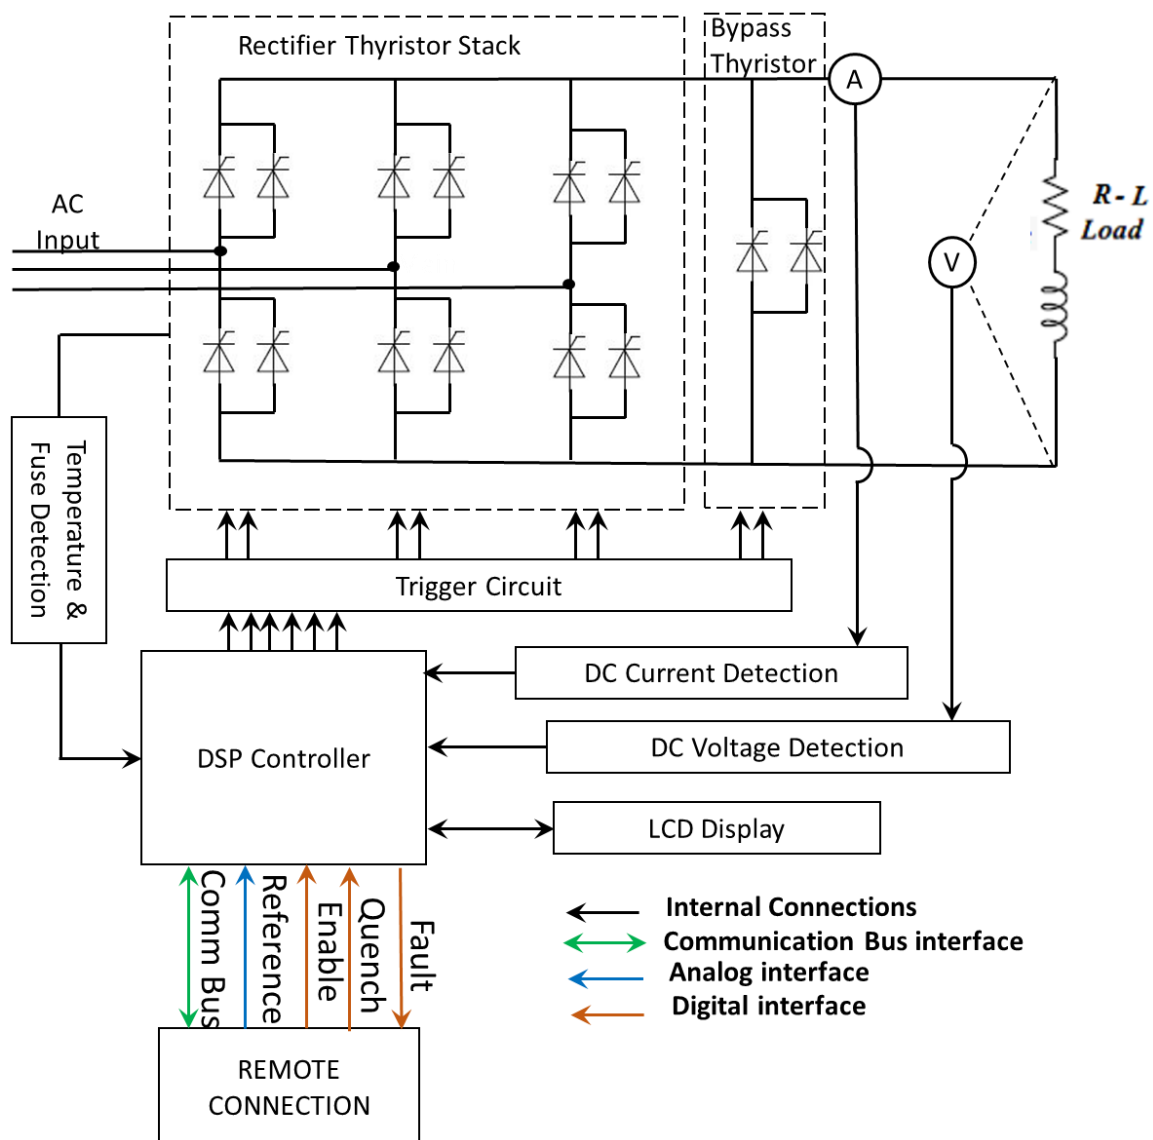 Rectifier Thyristor Stack
Bypass
Thyristor
A
AC
Input
R - L
Load
V
Temperature &
Fuse Detection
Trigger Circuit
DC Current Detection
DSP Controller
DC Voltage Detection
LCD Display
Comm Bus
Reference
Enable
Quench
Fault
Internal Connections
Communication Bus interface
Analog interface
Digital interface
REMOTE
CONNECTION